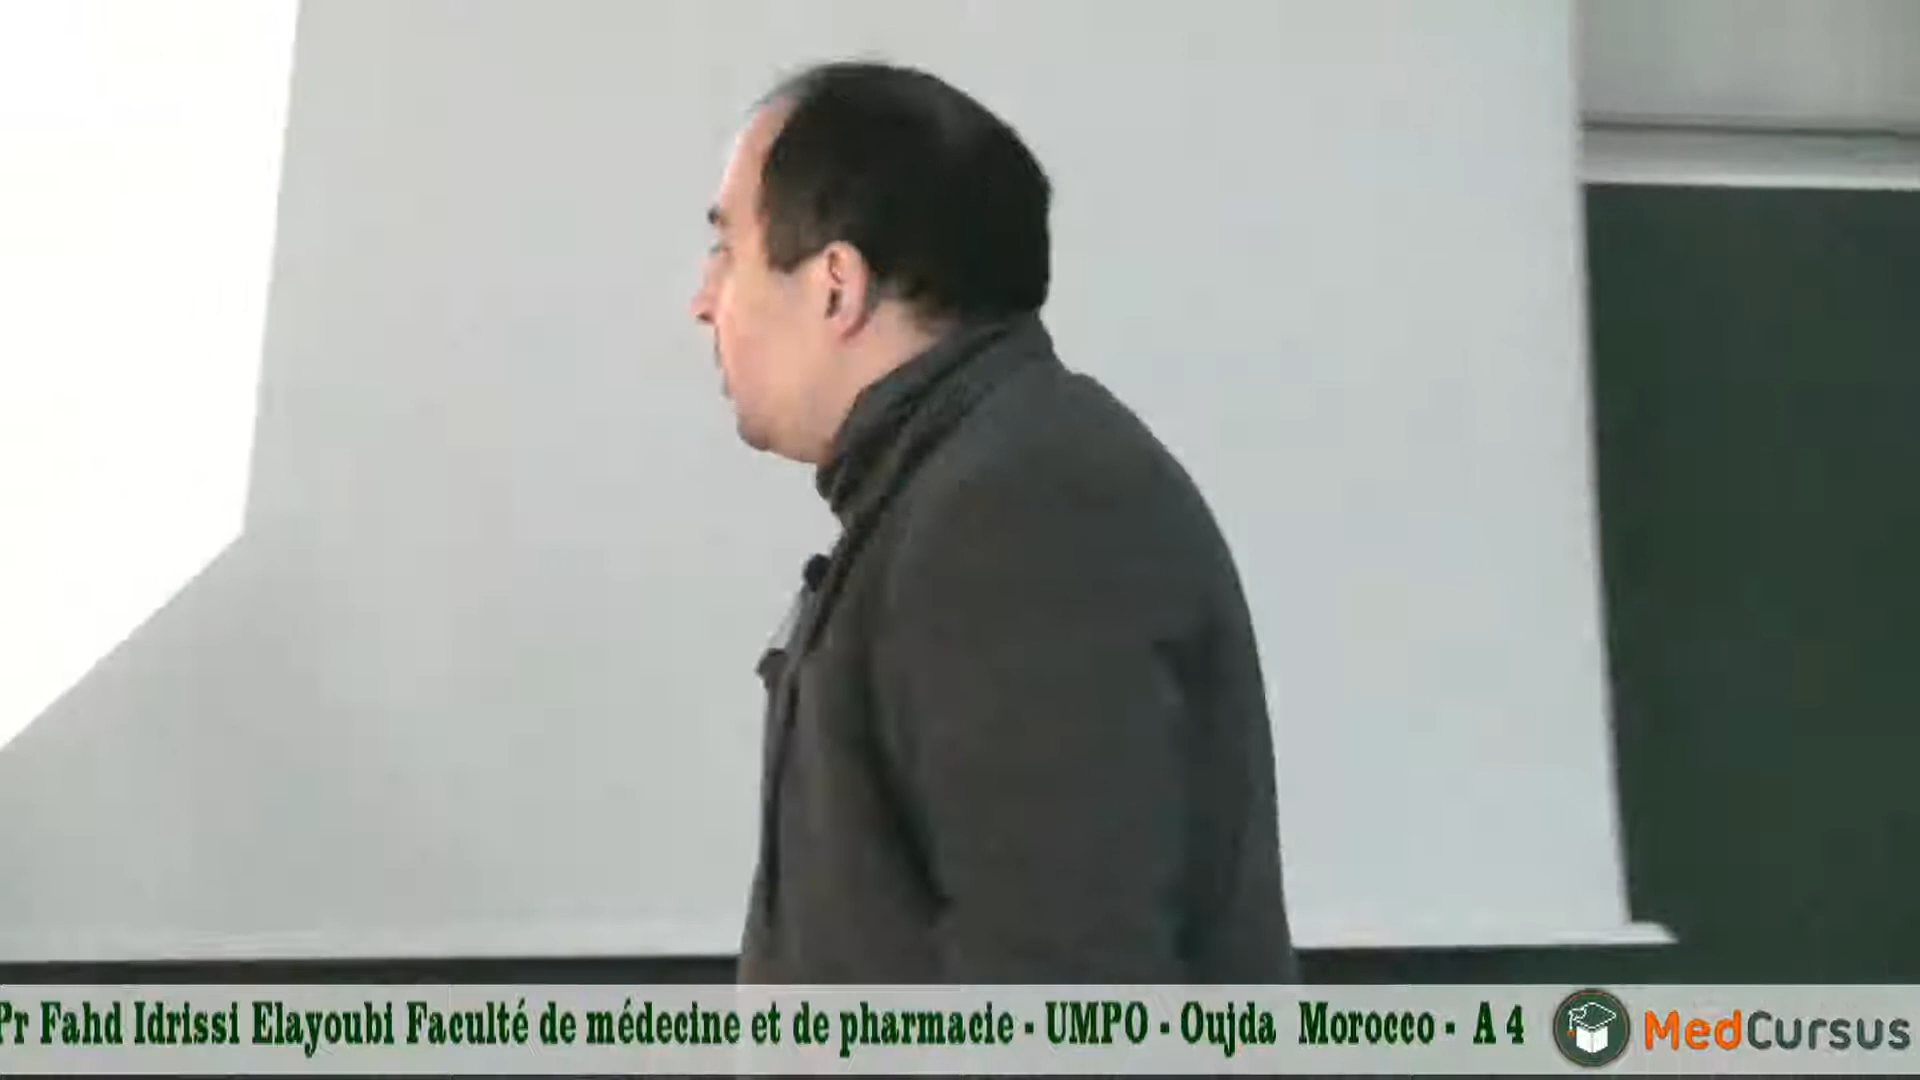 Pr Fahd Idrissi Elayoubi Faculté de médecine et de pharmacie - UMPO - Oujda Morocco - A 4
MedCursus